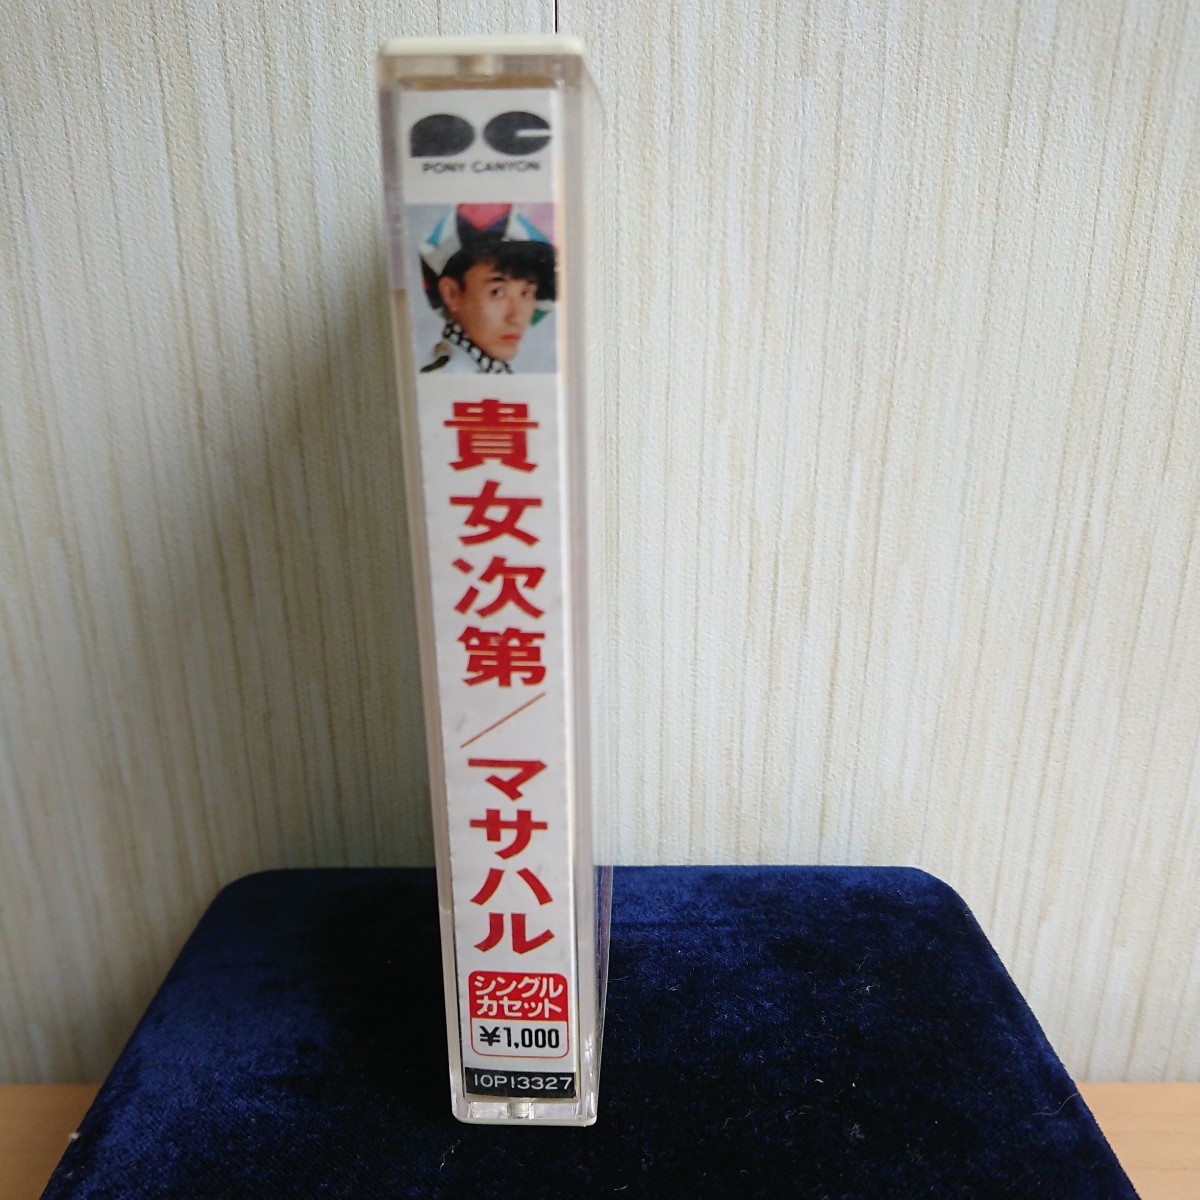 PONY CANYON
貴女次第/マサハル
シングル
カセット
¥1,000
10P13327